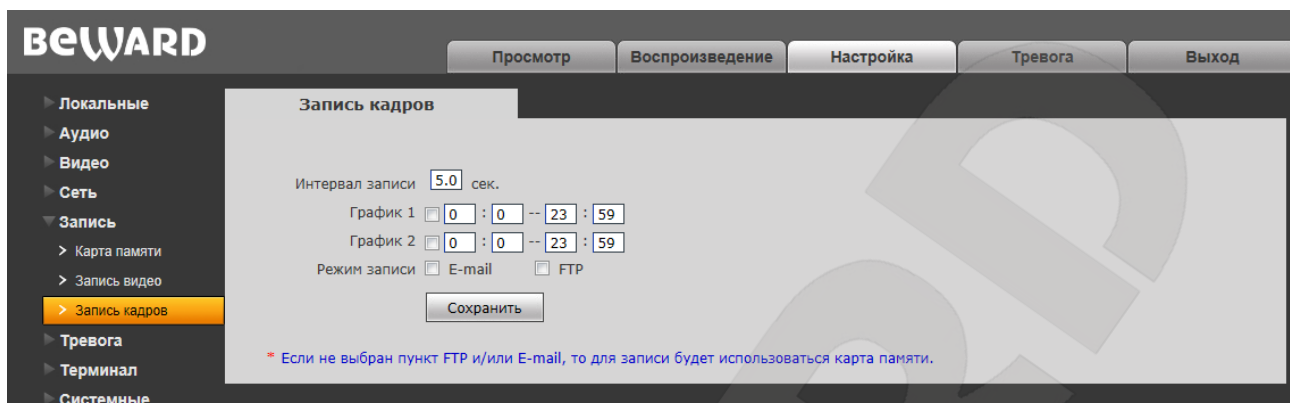 BEWARD
Просмотр Воспроизведение Настройка Тревога Выход
Локальные
Аудио
Видео
Сеть
Запись
Карта памяти
Запись видео
Запись кадров
Тревога
Терминал
Системные
Запись кадров
Интервал записи 5.0 сек.
График 1 0 : 0 -- 23 : 59
График 2 0 : 0 -- 23 : 59
Режим записи E-mail FTP
Сохранить
* Если не выбран пункт FTP и/или E-mail, то для записи будет использоваться карта памяти.